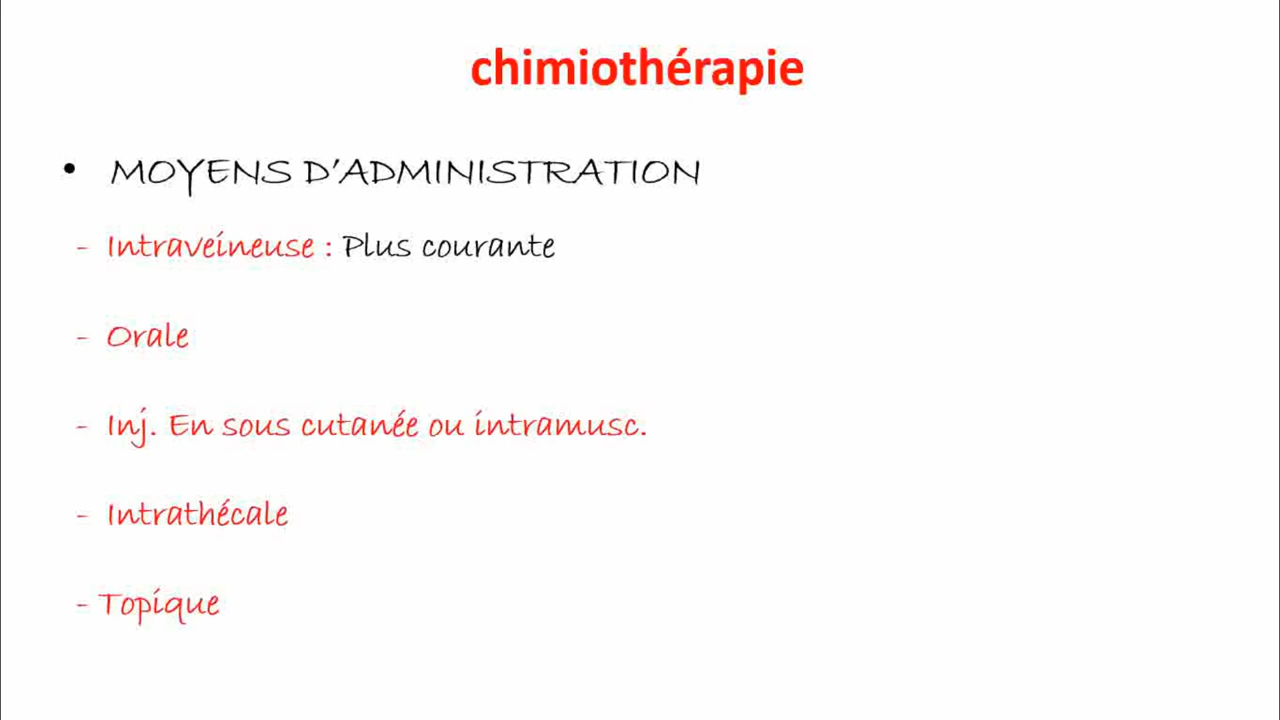 chimiothérapie
• MOYENS D'ADMINISTRATION
- Intraveineuse : Plus courante
- Orale
- Inj. En sous cutanée ou intramusc.
- Intrathécale
- Topique